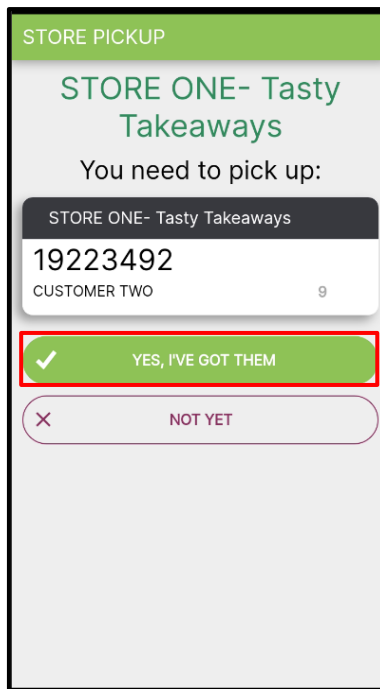 STORE PICKUP
STORE ONE- Tasty
Takeaways
You need to pick up:
STORE ONE- Tasty Takeaways
19223492
CUSTOMER TWO 9
YES, I'VE GOT THEM
NOT YET